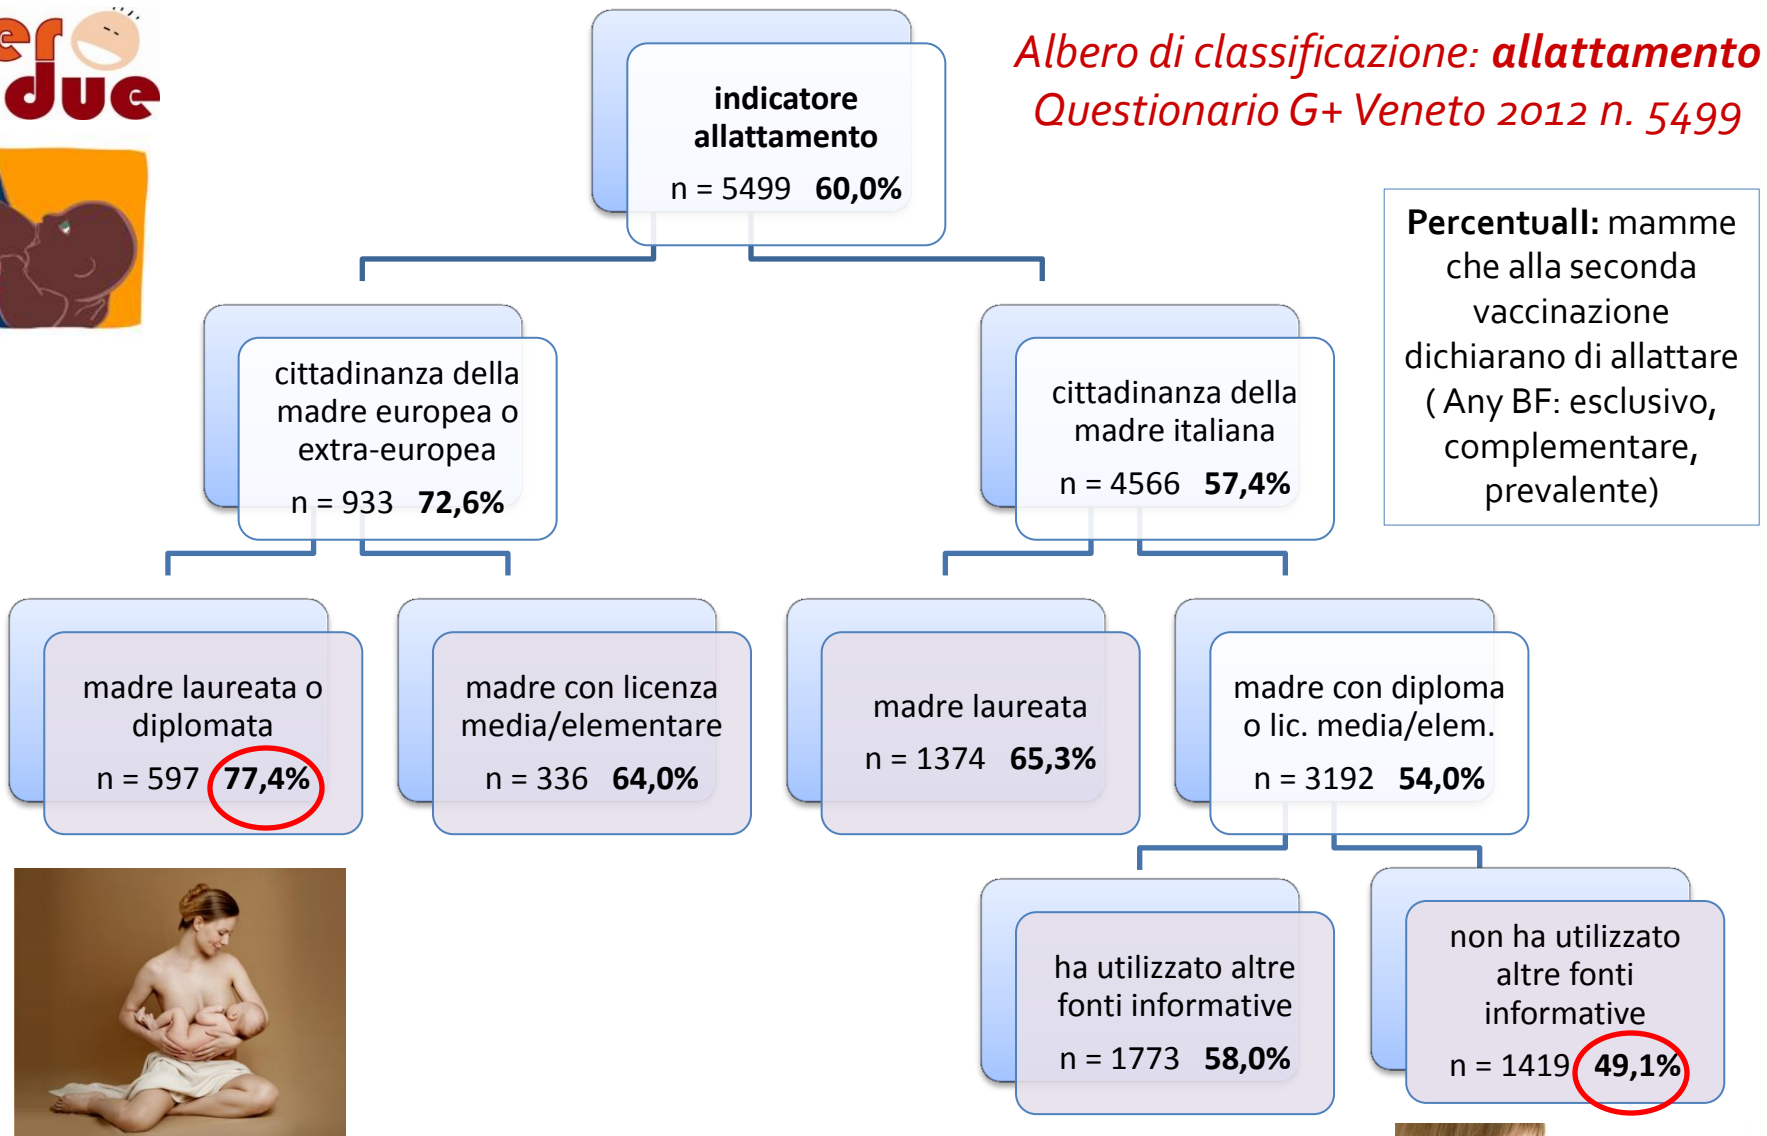 er
due
Albero di classificazione: allattamento
Questionario G+ Veneto 2012 n. 5499
indicatore
allattamento
n = 5499 60,0%
PercentualI: mamme
che alla seconda
vaccinazione
dichiarano di allattare
( Any BF: esclusivo,
complementare,
prevalente)
cittadinanza della
madre europea o
extra-europea
n = 933 72,6%
cittadinanza della
madre italiana
n = 4566 57,4%
madre laureata o
diplomata
n = 597 77,4%
madre con licenza
media/elementare
n = 336 64,0%
madre laureata
n = 1374 65,3%
madre con diploma
o lic. media/elem.
n = 3192 54,0%
ha utilizzato altre
fonti informative
n = 1773 58,0%
non ha utilizzato
altre fonti
informative
n = 1419 49,1%